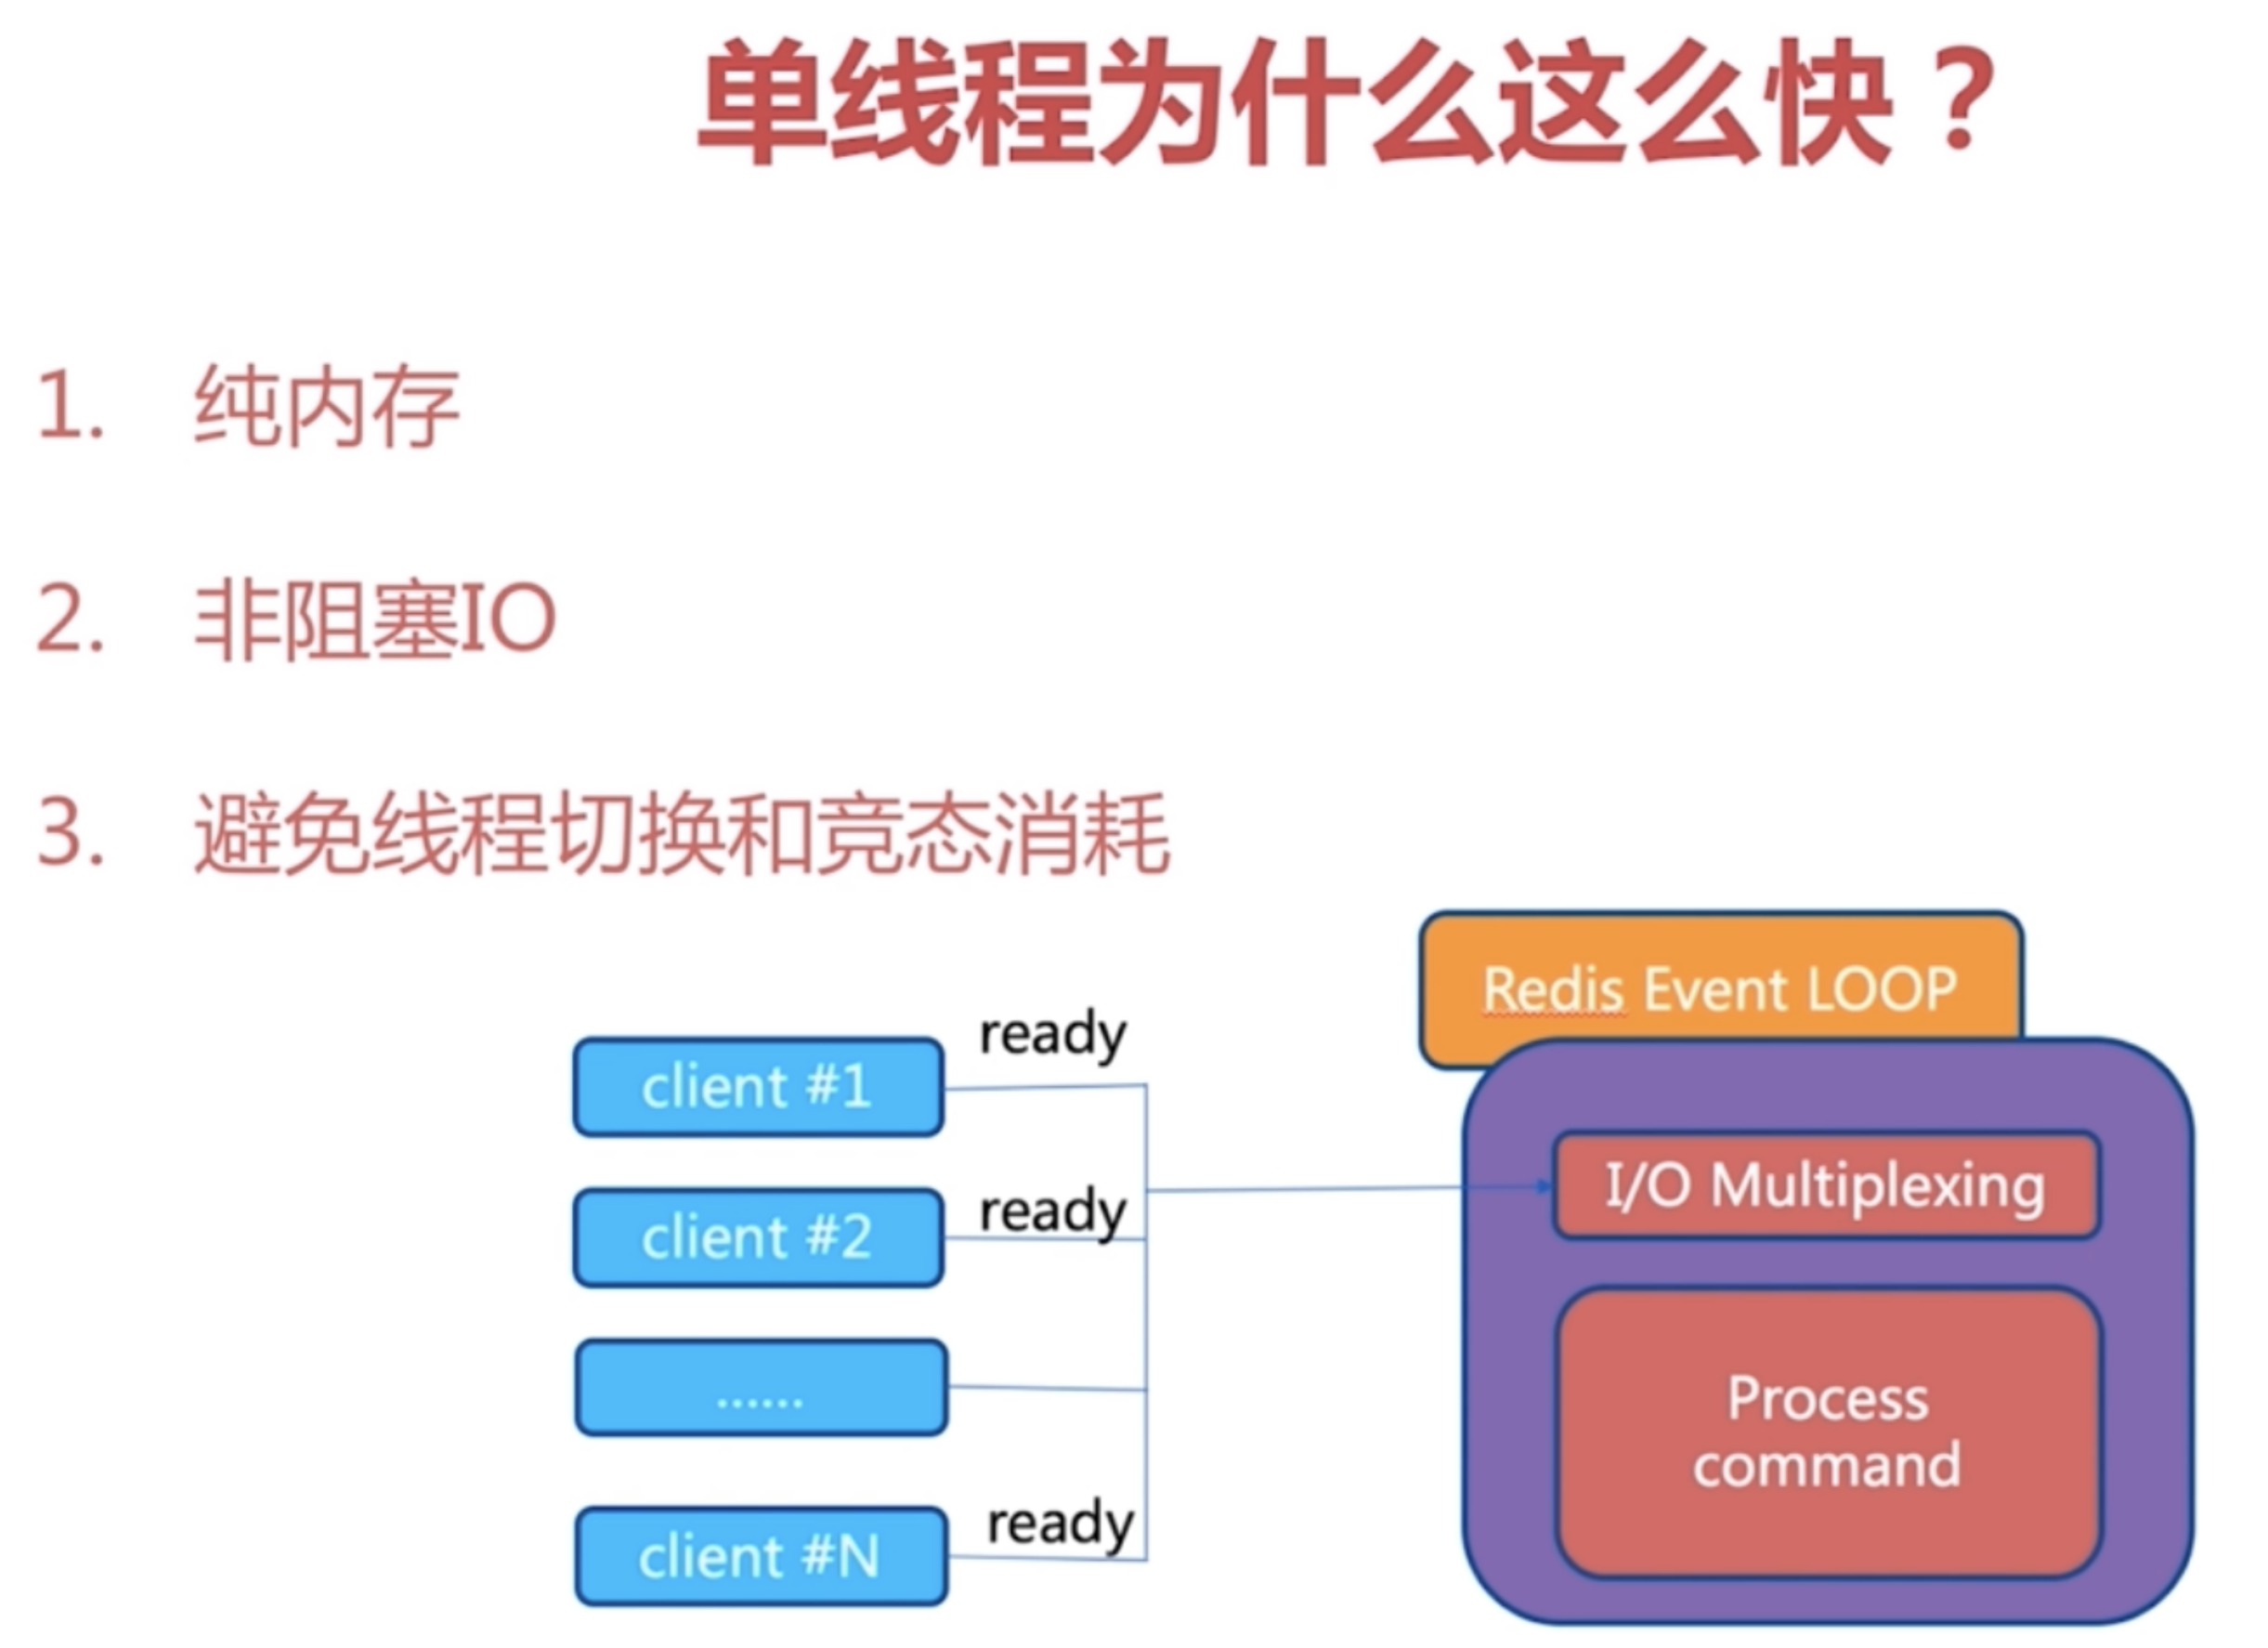 单线程为什么这么快？
1. 纯内存
2. 非阻塞IO
3. 避免线程切换和竞态消耗
Redis Event LOOP
ready
client #1
I/O Multiplexing
ready
client #2
......
Process
command
ready
client #N